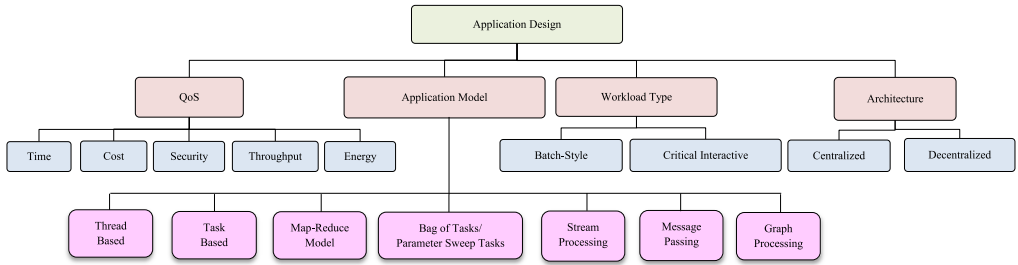 Application Design
QoS
Application Model
Workload Type
Architecture
Time
Cost
Security
Throughput
Energy
Batch-Style
Critical Interactive
Centralized
Decentralized
Thread
Based
Task
Based
Map-Reduce
Model
Bag of Tasks/
Parameter Sweep Tasks
Stream
Processing
Message
Passing
Graph
Processing